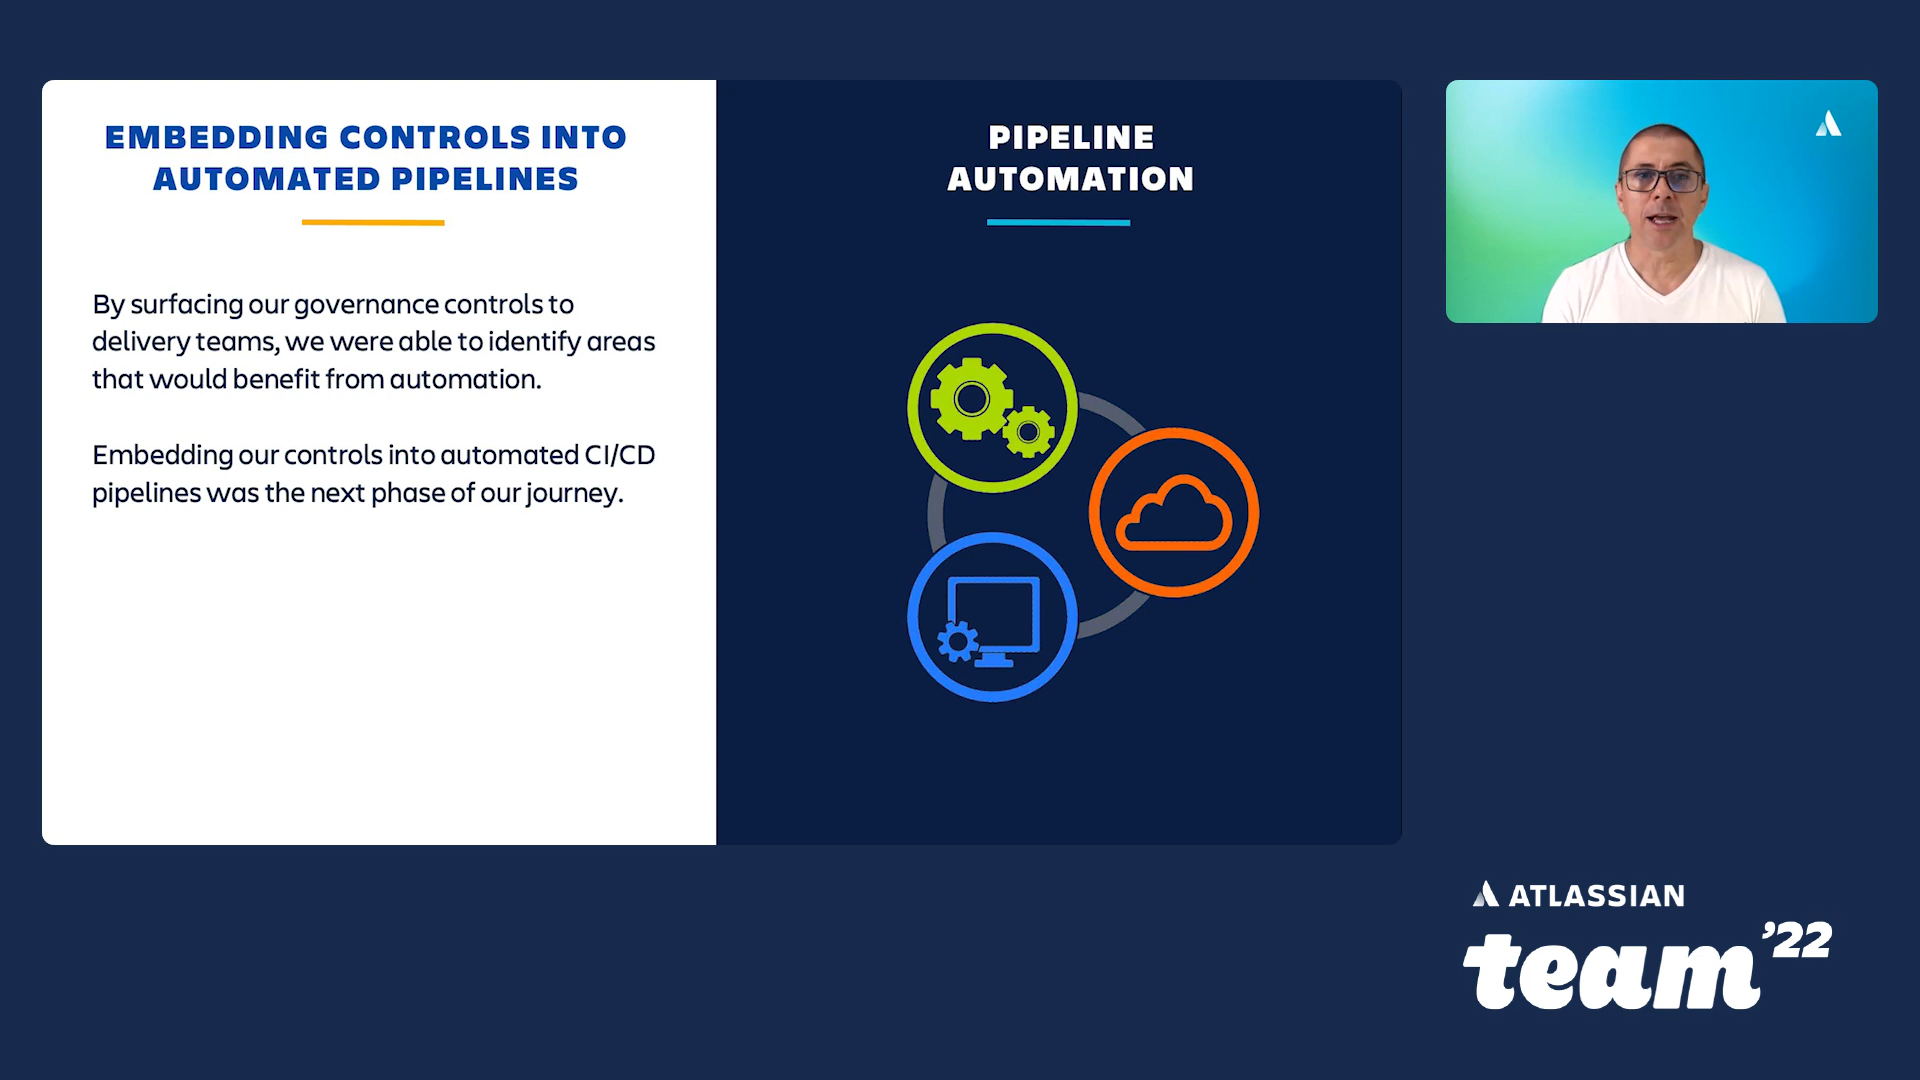 EMBEDDING CONTROLS INTO
AUTOMATED PIPELINES
By surfacing our governance controls to
delivery teams, we were able to identify areas
that would benefit from automation.
Embedding our controls into automated CI/CD
pipelines was the next phase of our journey.
PIPELINE
AUTOMATION
ATLASSIAN
team '22